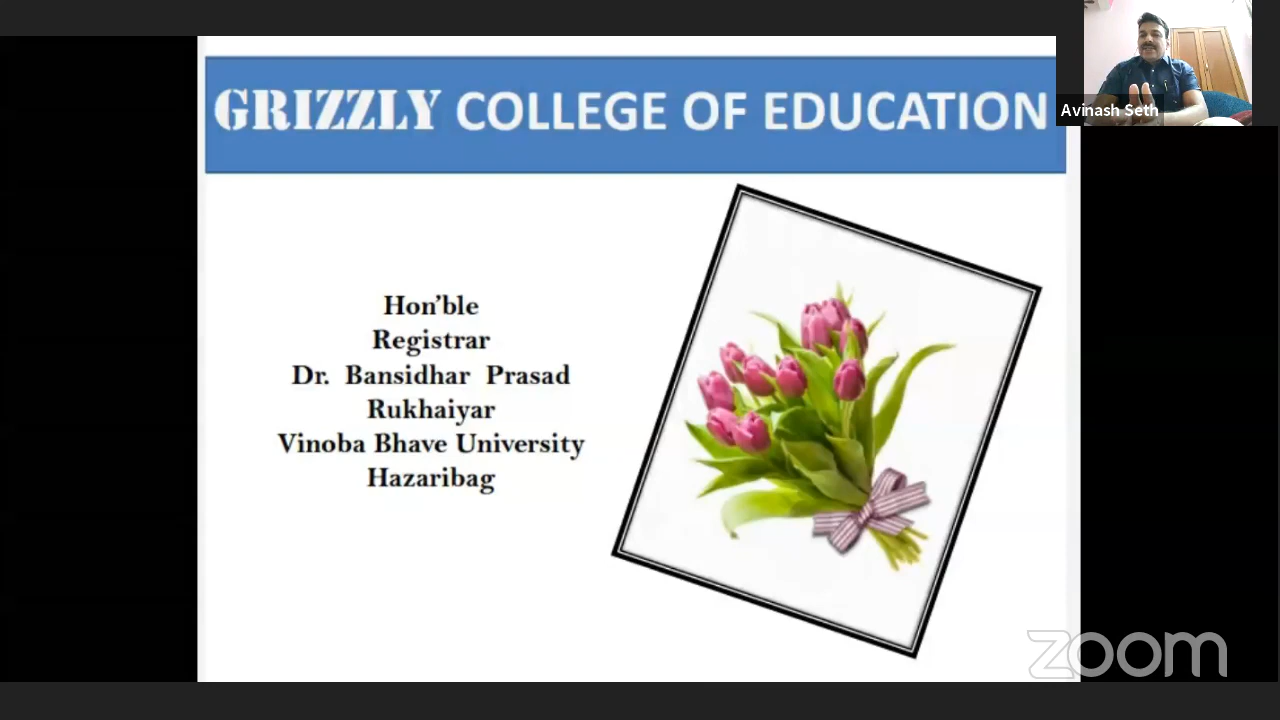 GRIZZLY COLLEGE OF EDUCATION
Avinash Seth
Hon’ble
Registrar
Dr. Bansidhar Prasad
Rukhaiyar
Vinoba Bhave University
Hazaribag
zoom